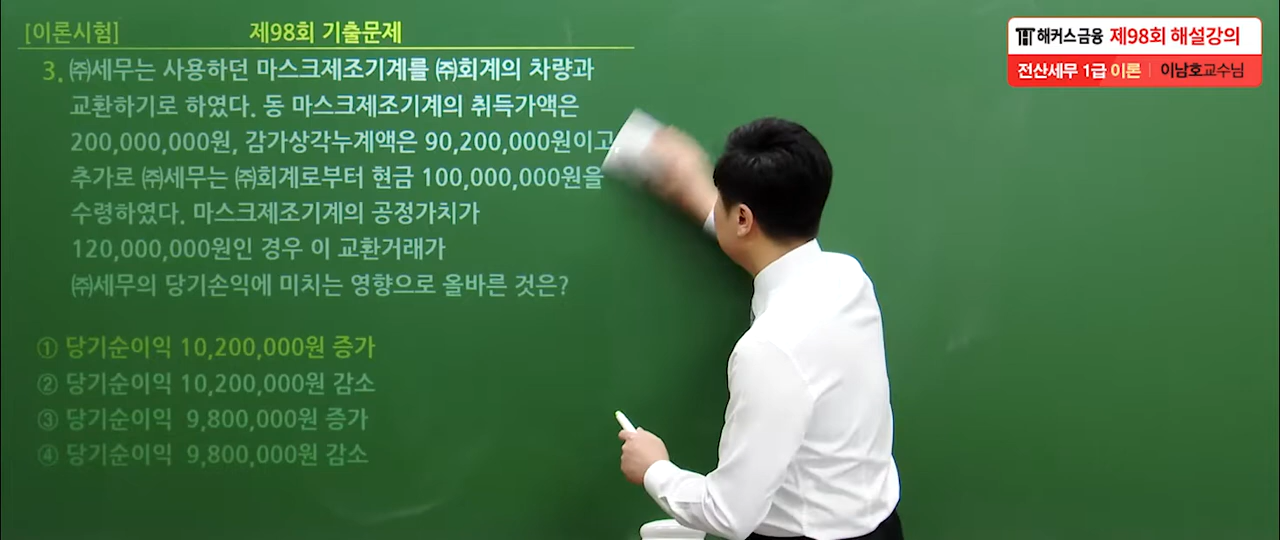 [이론시험] 제98회 기출문제
3. ㈜세무는 사용하던 마스크제조기계를 ㈜회계의 차량과
교환하기로 하였다. 동 마스크제조기계의 취득가액은
200,000,000원, 감가상각누계액은 90,200,000원이고
추가로 ㈜세무는 ㈜회계로부터 현금 100,000,000원을
수령하였다. 마스크제조기계의 공정가치가
120,000,000원인 경우 이 교환거래가
㈜세무의 당기손익에 미치는 영향으로 올바른 것은?
① 당기순이익 10,200,000원 증가
② 당기순이익 10,200,000원 감소
③ 당기순이익 9,800,000원 증가
④ 당기순이익 9,800,000원 감소
해커스금융 제98회 해설강의
전산세무 1급 이론 | 이남호교수님